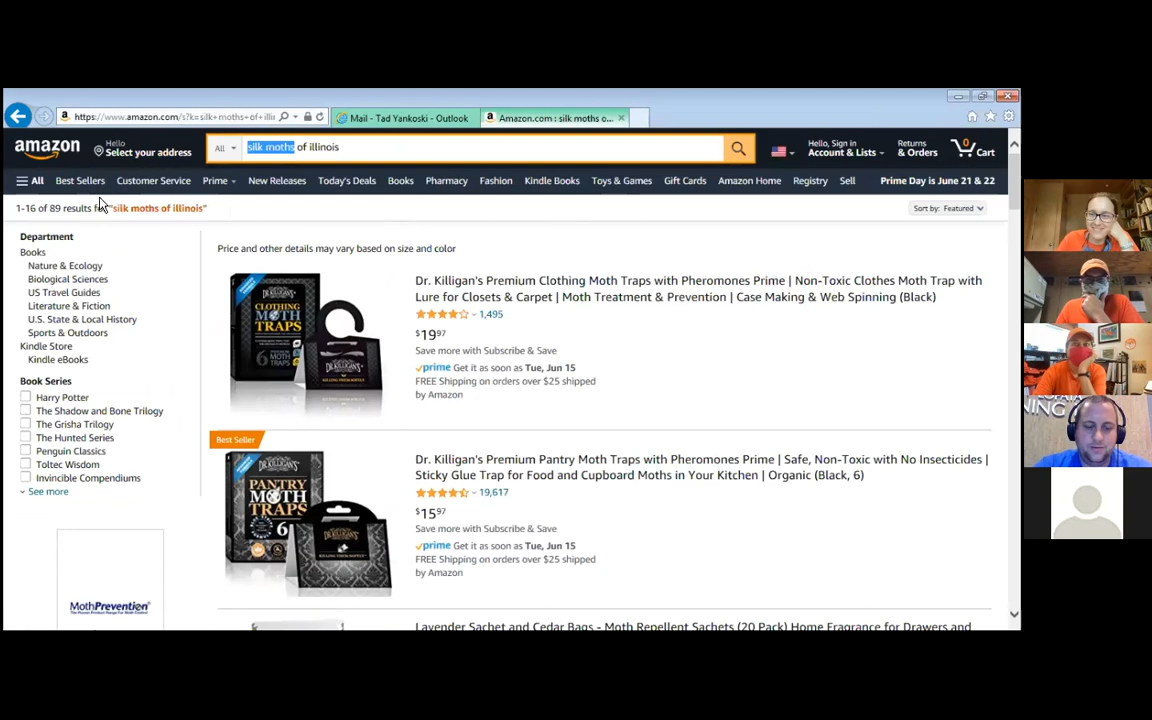 https://www.amazon.com/s?k=silk+moths+of+illi
Mail - Tad Yankoski - Outlook
Amazon.com : silk moths o...
amazon
Hello
Select your address
All
silk moths of illinois
Hello, Sign in
Account & Lists
Returns
& Orders
0
Cart
All
Best Sellers
Customer Service
Prime
New Releases
Today's Deals
Books
Pharmacy
Fashion
Kindle Books
Toys & Games
Gift Cards
Amazon Home
Registry
Sell
Prime Day is June 21 & 22
1-16 of 89 results for "silk moths of illinois"
Sort by: Featured
Department
Books
Nature & Ecology
Biological Sciences
US Travel Guides
Literature & Fiction
U.S. State & Local History
Sports & Outdoors
Kindle Store
Kindle eBooks
Book Series
Harry Potter
The Shadow and Bone Trilogy
The Grisha Trilogy
The Hunted Series
Penguin Classics
Toltec Wisdom
Invincible Compendiums
See more
MothPrevention
Price and other details may vary based on size and color
DR.KILLIGAN'S
CLOTHING
MOTH
TRAPS
6
Dr. Killigan's Premium Clothing Moth Traps with Pheromones Prime | Non-Toxic Clothes Moth Trap with
Lure for Closets & Carpet | Moth Treatment & Prevention | Case Making & Web Spinning (Black)
1,495
$19.97
Save more with Subscribe & Save
prime Get it as soon as Tue, Jun 15
FREE Shipping on orders over $25 shipped
by Amazon
Best Seller
DR.KILLIGAN'S
PANTRY
MOTH
TRAPS
6
Dr. Killigan's Premium Pantry Moth Traps with Pheromones Prime | Safe, Non-Toxic with No Insecticides |
Sticky Glue Trap for Food and Cupboard Moths in Your Kitchen | Organic (Black, 6)
19,617
$15.97
Save more with Subscribe & Save
prime Get it as soon as Tue, Jun 15
FREE Shipping on orders over $25 shipped
by Amazon
Lavender Sachet and Cedar Bags - Moth Repellent Sachets (20 Pack) Home Fragrance for Drawers and